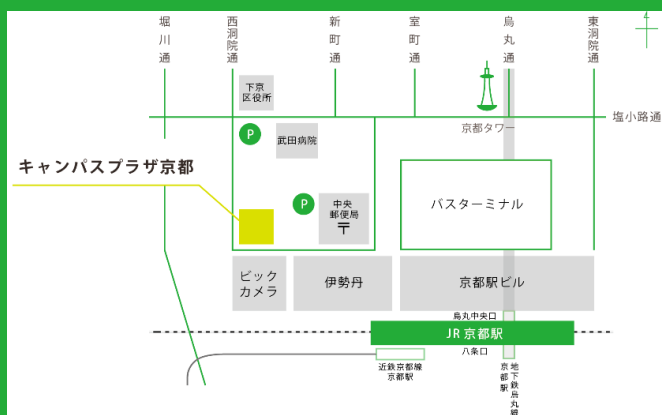 堀川通
西洞院通
新町通
室町通
烏丸通
東洞院通
下京
区役所
塩小路通
京都タワー
P
武田病院
キャンパスプラザ京都
P
中央
郵便局
〒
バスターミナル
ビック
カメラ
伊勢丹
京都駅ビル
烏丸中央口
JR 京都駅
八条口
近鉄京都線
京都駅
地下鉄烏丸線
京都駅